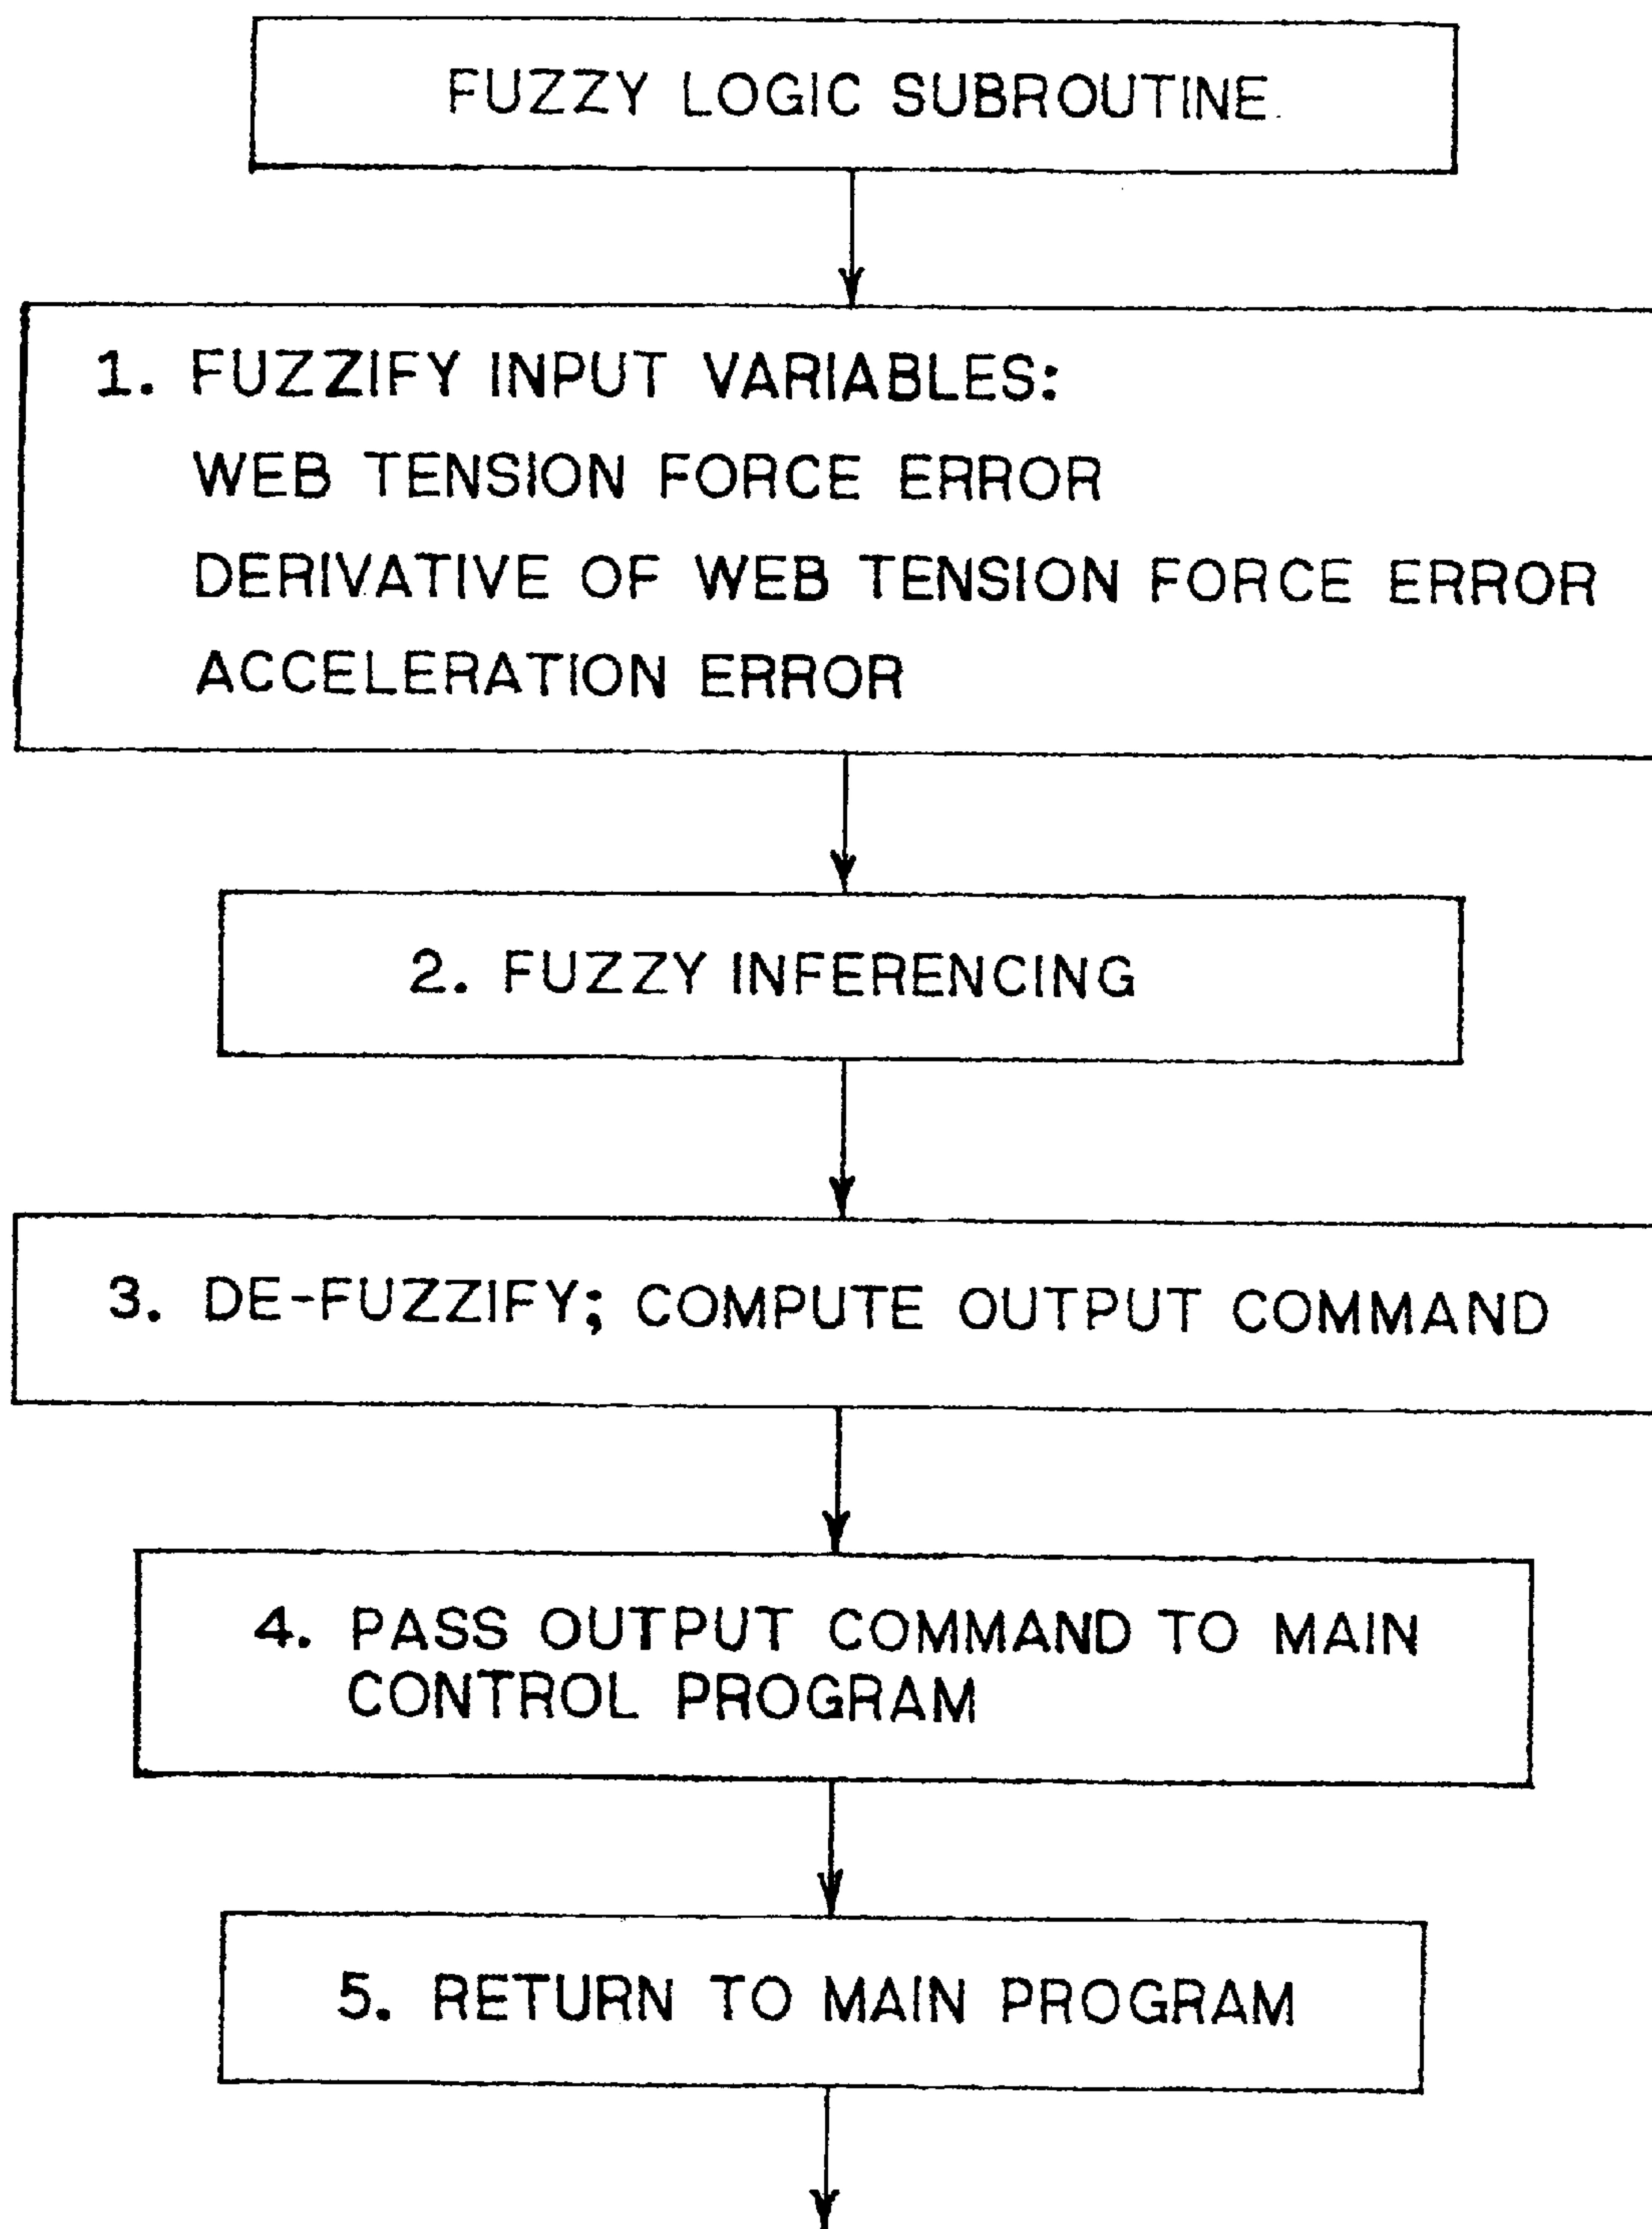 FUZZY LOGIC SUBROUTINE
1. FUZZIFY INPUT VARIABLES:
WEB TENSION FORCE ERROR
DERIVATIVE OF WEB TENSION FORCE ERROR
ACCELERATION ERROR
2. FUZZY INFERENCING
3. DE-FUZZIFY; COMPUTE OUTPUT COMMAND
4. PASS OUTPUT COMMAND TO MAIN
CONTROL PROGRAM
5. RETURN TO MAIN PROGRAM